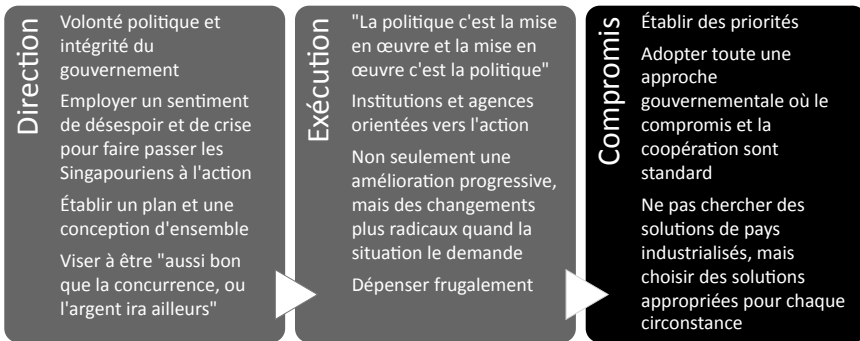 Direction
Volonté politique et
intégrité du
gouvernement
Employer un sentiment
de désespoir et de crise
pour faire passer les
Singapouriens à l'action
Établir un plan et une
conception d'ensemble
Viser à être "aussi bon
que la concurrence, ou
l'argent ira ailleurs"
Exécution
"La politique c'est la mise
en œuvre et la mise en
œuvre c'est la politique"
Institutions et agences
orientées vers l'action
Non seulement une
amélioration progressive,
mais des changements
plus radicaux quand la
situation le demande
Dépenser frugalement
Compromis
Établir des priorités
Adopter toute une
approche
gouvernementale où le
compromis et la
coopération sont
standard
Ne pas chercher des
solutions de pays
industrialisés, mais
choisir des solutions
appropriées pour chaque
circonstance